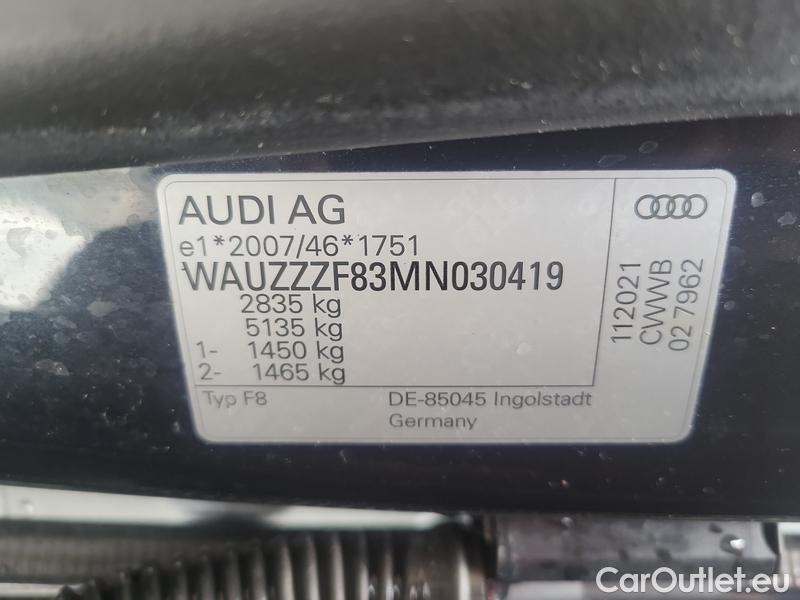 AUDI AG
e1*2007/46*1751
WAUZZZF83MN030419
2835 kg
5135 kg
1- 1450 kg
2- 1465 kg
Typ F8
DE-85045 Ingolstadt
Germany
112021
CWWB
02 7962
CarOutlet.eu